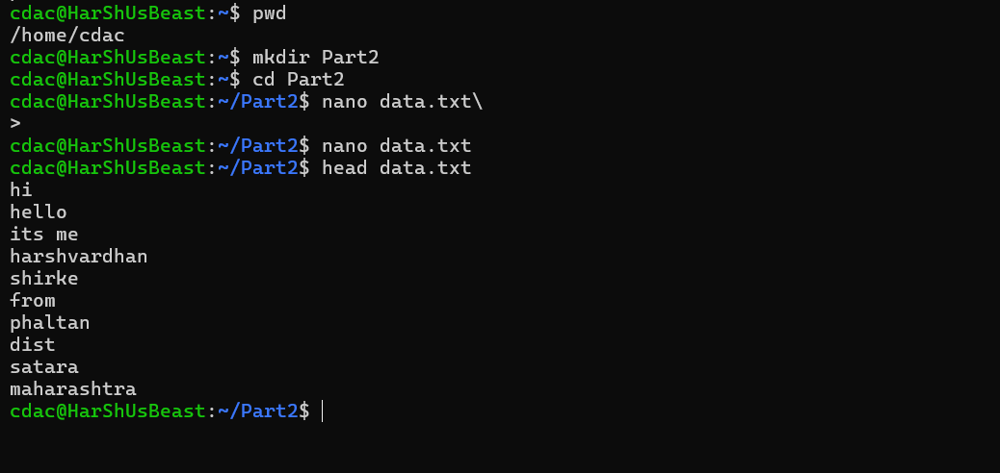 cdac@HarShUsBeast:~$ pwd
/home/cdac
cdac@HarShUsBeast:~$ mkdir Part2
cdac@HarShUsBeast:~$ cd Part2
cdac@HarShUsBeast:~/Part2$ nano data.txt\
>
cdac@HarShUsBeast:~/Part2$ nano data.txt
cdac@HarShUsBeast:~/Part2$ head data.txt
hi
hello
its me
harshvardhan
shirke
from
phaltan
dist
satara
maharashtra
cdac@HarShUsBeast:~/Part2$